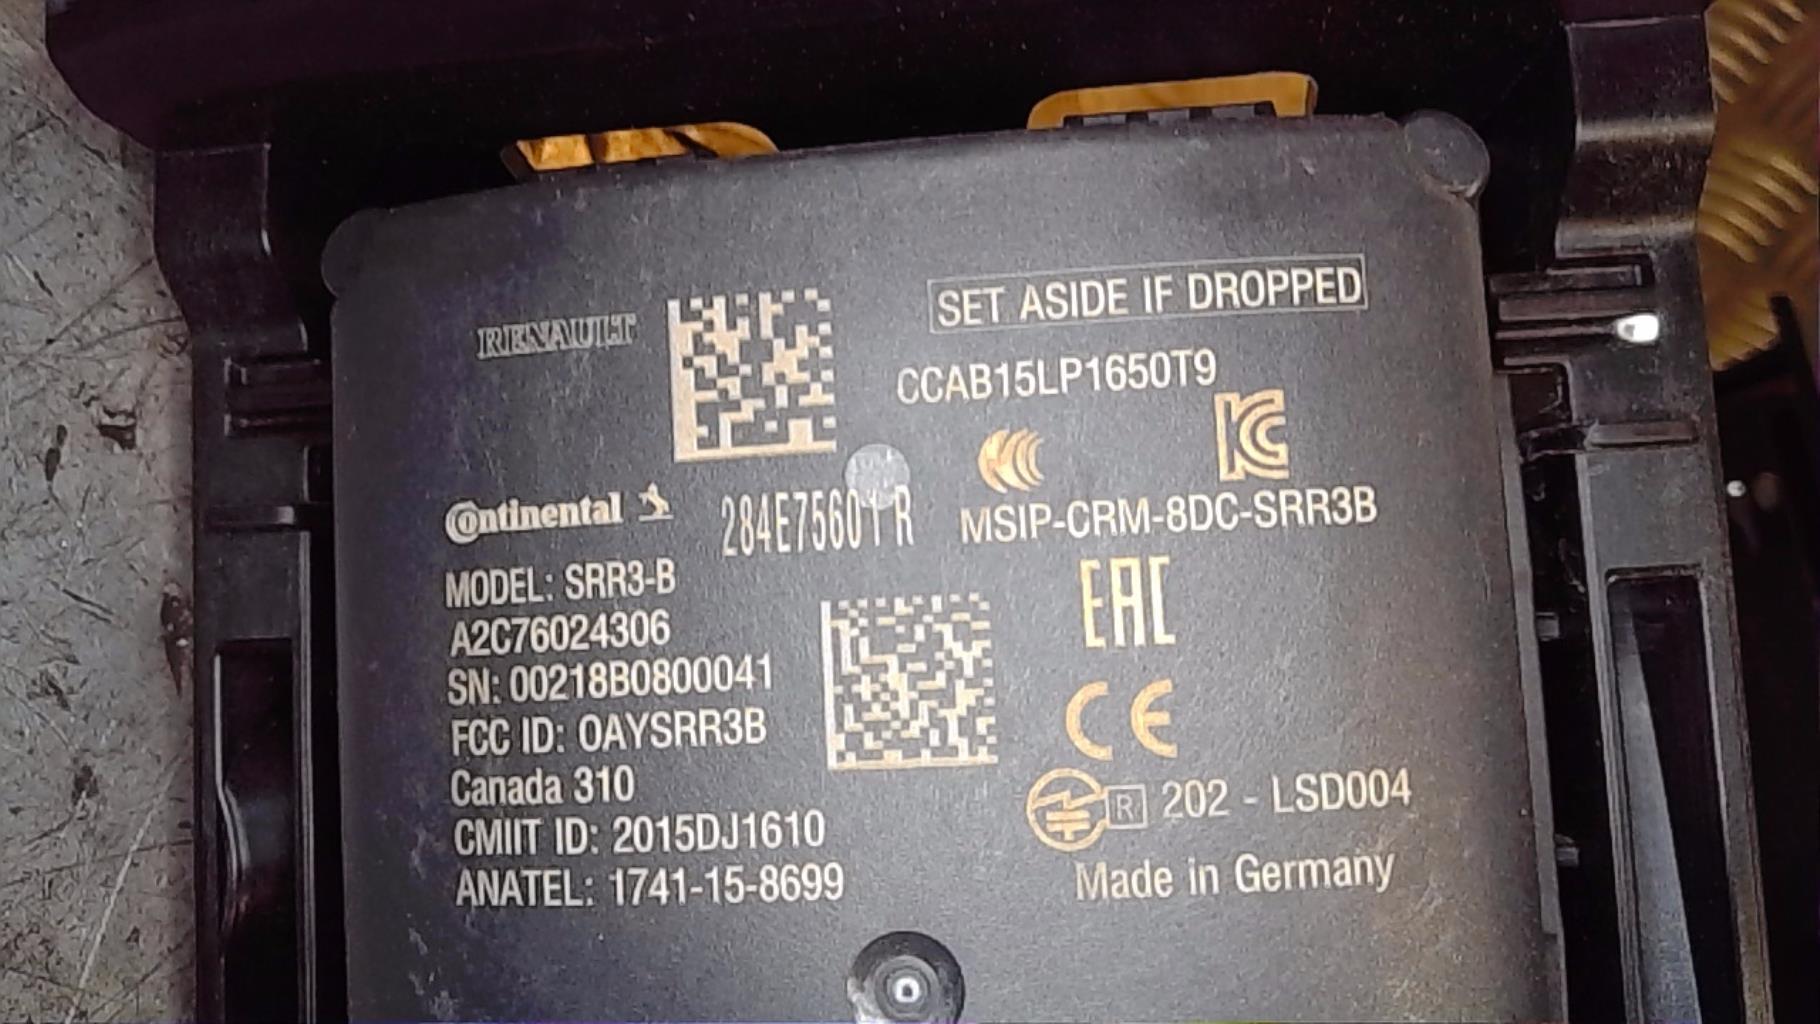 RENAULT
SET ASIDE IF DROPPED
CCAB15LP1650T9
Continental
284E75601R
MSIP-CRM-8DC-SRR3B
MODEL: SRR3-B
A2C76024306
SN: 00218B0800041
EAC
FCC ID: OAYSRR3B
CE
Canada 310
R 202 - LSD004
CMIIT ID: 2015DJ1610
ANATEL: 1741-15-8699
Made in Germany